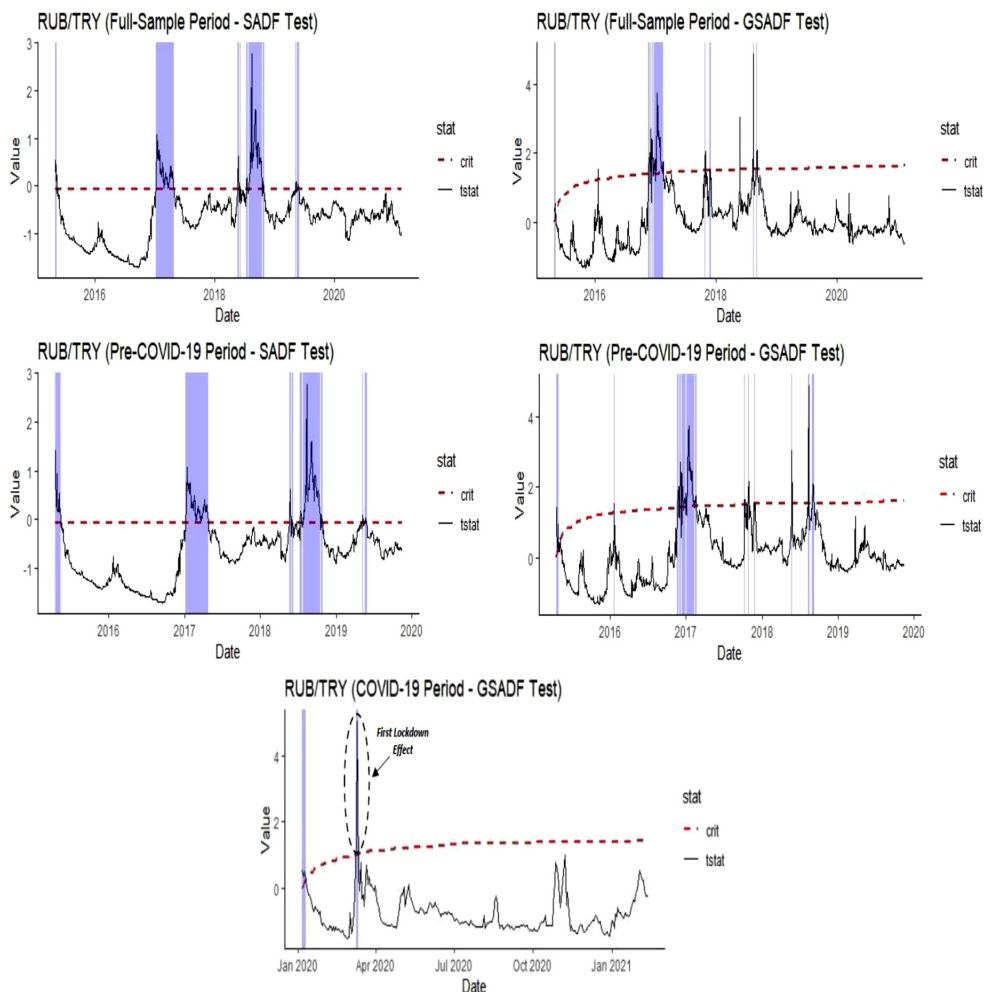 RUB/TRY (Full-Sample Period - SADF Test)
3
2
1
0
-1
Value
2016
2018
2020
Date
stat
crit
tstat
RUB/TRY (Full-Sample Period - GSADF Test)
4
2
0
Value
2016
2018
2020
Date
stat
crit
tstat
RUB/TRY (Pre-COVID-19 Period - SADF Test)
3
2
1
0
-1
Value
2016
2017
2018
2019
2020
Date
stat
crit
tstat
RUB/TRY (Pre-COVID-19 Period - GSADF Test)
4
2
0
Value
2016
2017
2018
2019
2020
Date
stat
crit
tstat
RUB/TRY (COVID-19 Period - GSADF Test)
First Lockdown
Effect
4
2
0
Value
Jan 2020
Apr 2020
Jul 2020
Oct 2020
Jan 2021
Date
stat
crit
tstat